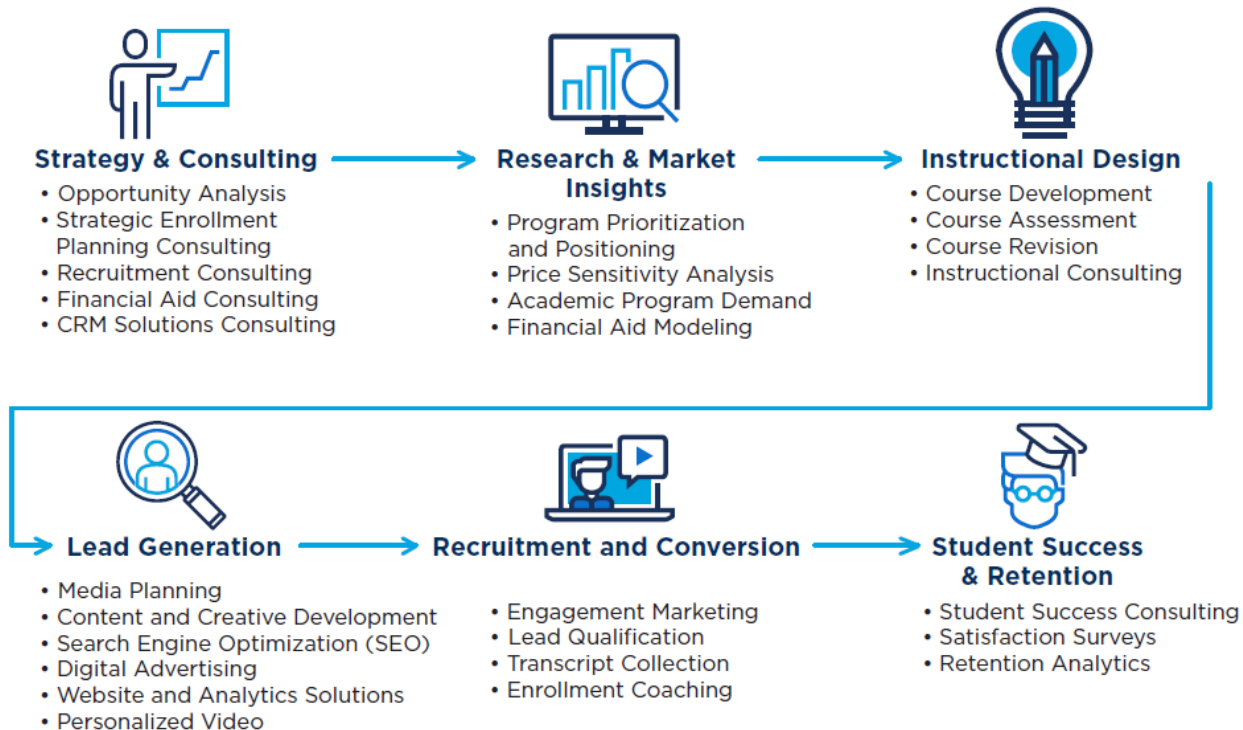 Strategy & Consulting
• Opportunity Analysis
• Strategic Enrollment
Planning Consulting
• Recruitment Consulting
• Financial Aid Consulting
• CRM Solutions Consulting
Research & Market
Insights
• Program Prioritization
and Positioning
• Price Sensitivity Analysis
• Academic Program Demand
• Financial Aid Modeling
Instructional Design
• Course Development
• Course Assessment
• Course Revision
• Instructional Consulting
Lead Generation
• Media Planning
• Content and Creative Development
• Search Engine Optimization (SEO)
• Digital Advertising
• Website and Analytics Solutions
• Personalized Video
Recruitment and Conversion
• Engagement Marketing
• Lead Qualification
• Transcript Collection
• Enrollment Coaching
Student Success
& Retention
• Student Success Consulting
• Satisfaction Surveys
• Retention Analytics